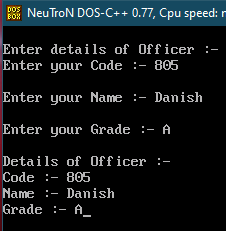 DOS
BOX
NeuTroN DOS-C++ 0.77, Cpu speed:
Enter details of Officer :-
Enter your Code :- 805
Enter your Name :- Danish
Enter your Grade :- A
Details of Officer :-
Code :- 805
Name :- Danish
Grade :- A_